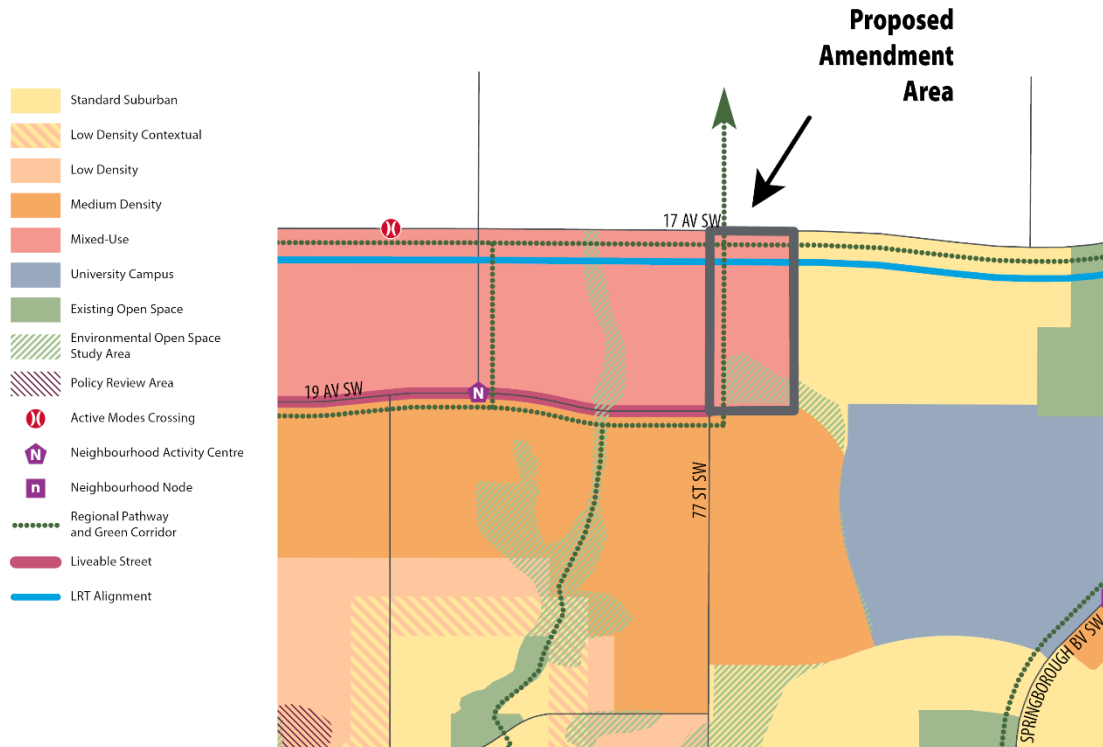 Proposed
Amendment
Area
Standard Suburban
Low Density Contextual
Low Density
Medium Density
Mixed-Use
University Campus
Existing Open Space
Environmental Open Space
Study Area
Policy Review Area
Active Modes Crossing
N
Neighbourhood Activity Centre
n
Neighbourhood Node
Regional Pathway
and Green Corridor
Liveable Street
LRT Alignment
17 AV SW
19 AV SW
N
77 ST SW
SPRINGBOROUGH BV SW